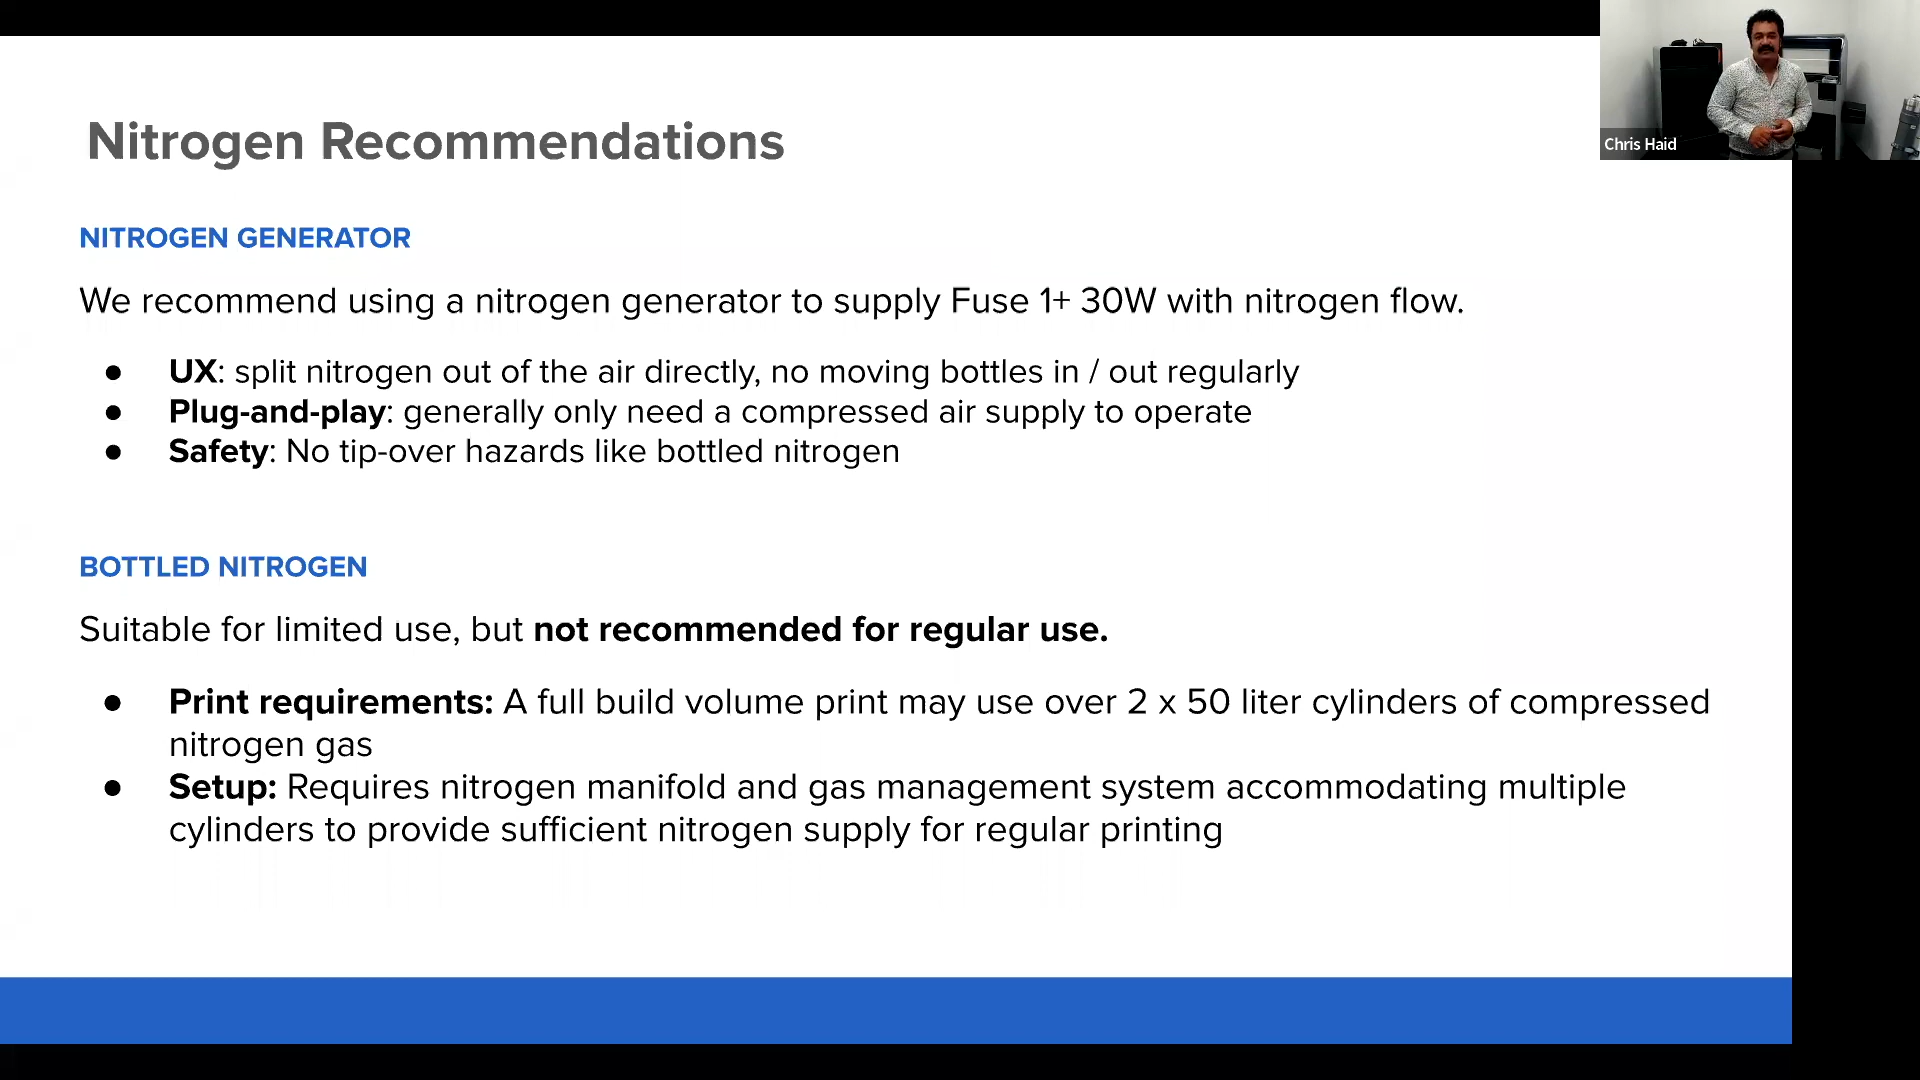 Nitrogen Recommendations
Chris Haid
NITROGEN GENERATOR
We recommend using a nitrogen generator to supply Fuse 1+ 30W with nitrogen flow.
● UX: split nitrogen out of the air directly, no moving bottles in / out regularly
● Plug-and-play: generally only need a compressed air supply to operate
● Safety: No tip-over hazards like bottled nitrogen
BOTTLED NITROGEN
Suitable for limited use, but not recommended for regular use.
● Print requirements: A full build volume print may use over 2 x 50 liter cylinders of compressed
nitrogen gas
● Setup: Requires nitrogen manifold and gas management system accommodating multiple
cylinders to provide sufficient nitrogen supply for regular printing